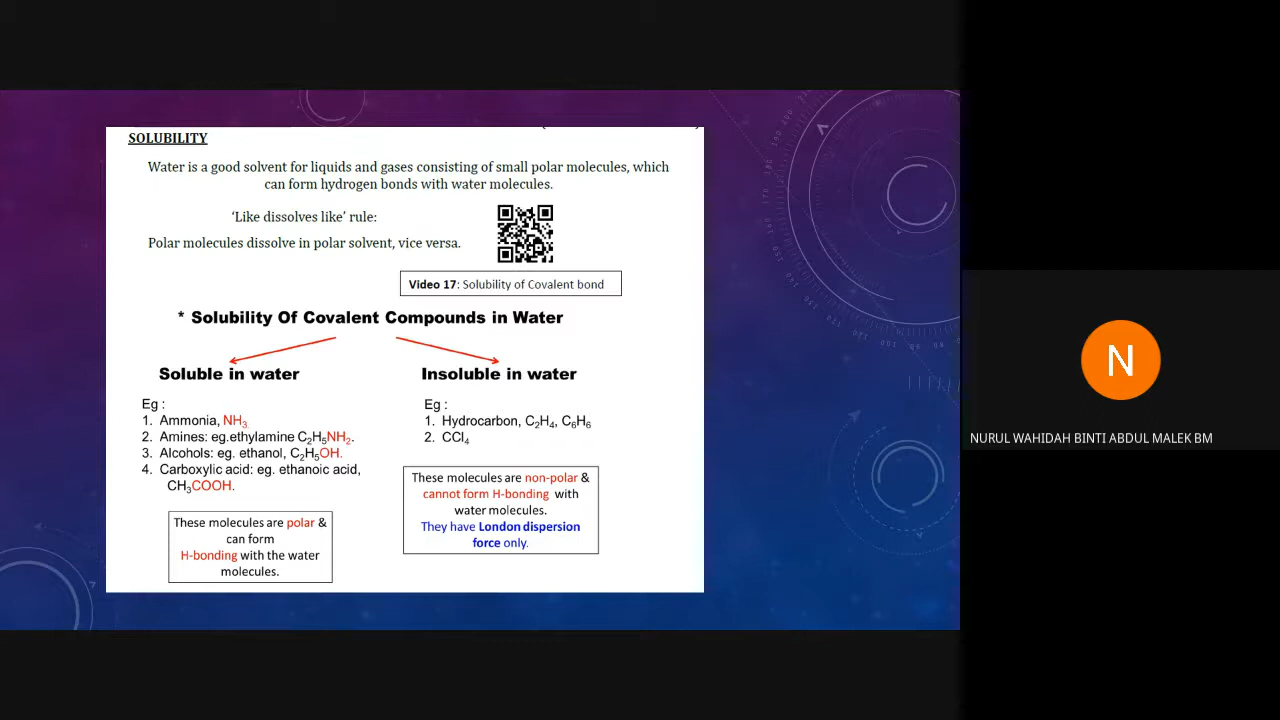 SOLUBILITY
Water is a good solvent for liquids and gases consisting of small polar molecules, which
can form hydrogen bonds with water molecules.
‘Like dissolves like’ rule:
Polar molecules dissolve in polar solvent, vice versa.
Video 17: Solubility of Covalent bond
* Solubility Of Covalent Compounds in Water
Soluble in water
Eg :
1. Ammonia, NH₃.
2. Amines: eg.ethylamine C₂H₅NH₂.
3. Alcohols: eg. ethanol, C₂H₅OH.
4. Carboxylic acid: eg. ethanoic acid,
CH₃COOH.
These molecules are polar &
can form
H-bonding with the water
molecules.
Insoluble in water
Eg :
1. Hydrocarbon, C₂H₄, C₆H₆
2. CCl₄
These molecules are non-polar &
cannot form H-bonding with
water molecules.
They have London dispersion
force only.
N
NURUL WAHIDAH BINTI ABDUL MALEK BM